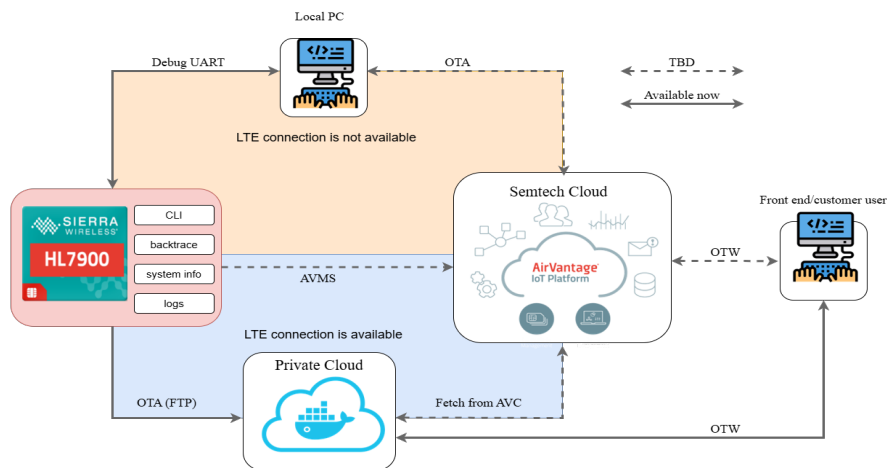 Local PC
Debug UART
OTA
TBD
Available now
LTE connection is not available
Semtech Cloud
Front end/customer user
SIERRA
WIRELESS
HL7900
CLI
backtrace
system info
logs
AVMS
AirVantage
IoT Platform
OTW
LTE connection is available
Private Cloud
OTA (FTP)
Fetch from AVC
OTW